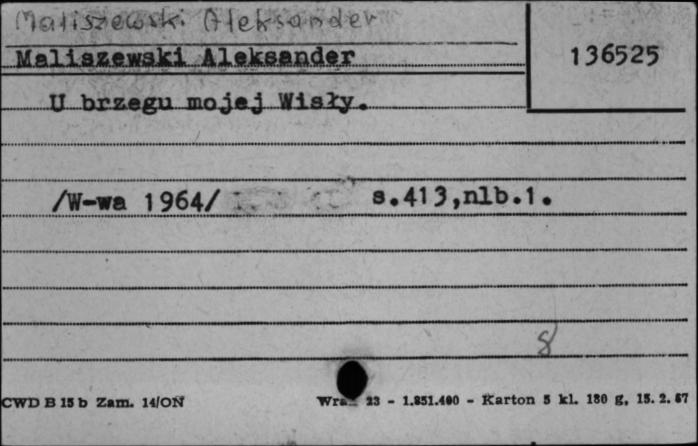 Maliszewski Aleksander
Maliszewski Aleksander
136525
U brzegu mojej Wisły.
/W-wa 1964/ s.413,nlb.1.
8
CWD B 15 b Zam. 14/ON 23 - 1.851.400 - Karton 5 kl. 180 g, 15. 2. 67